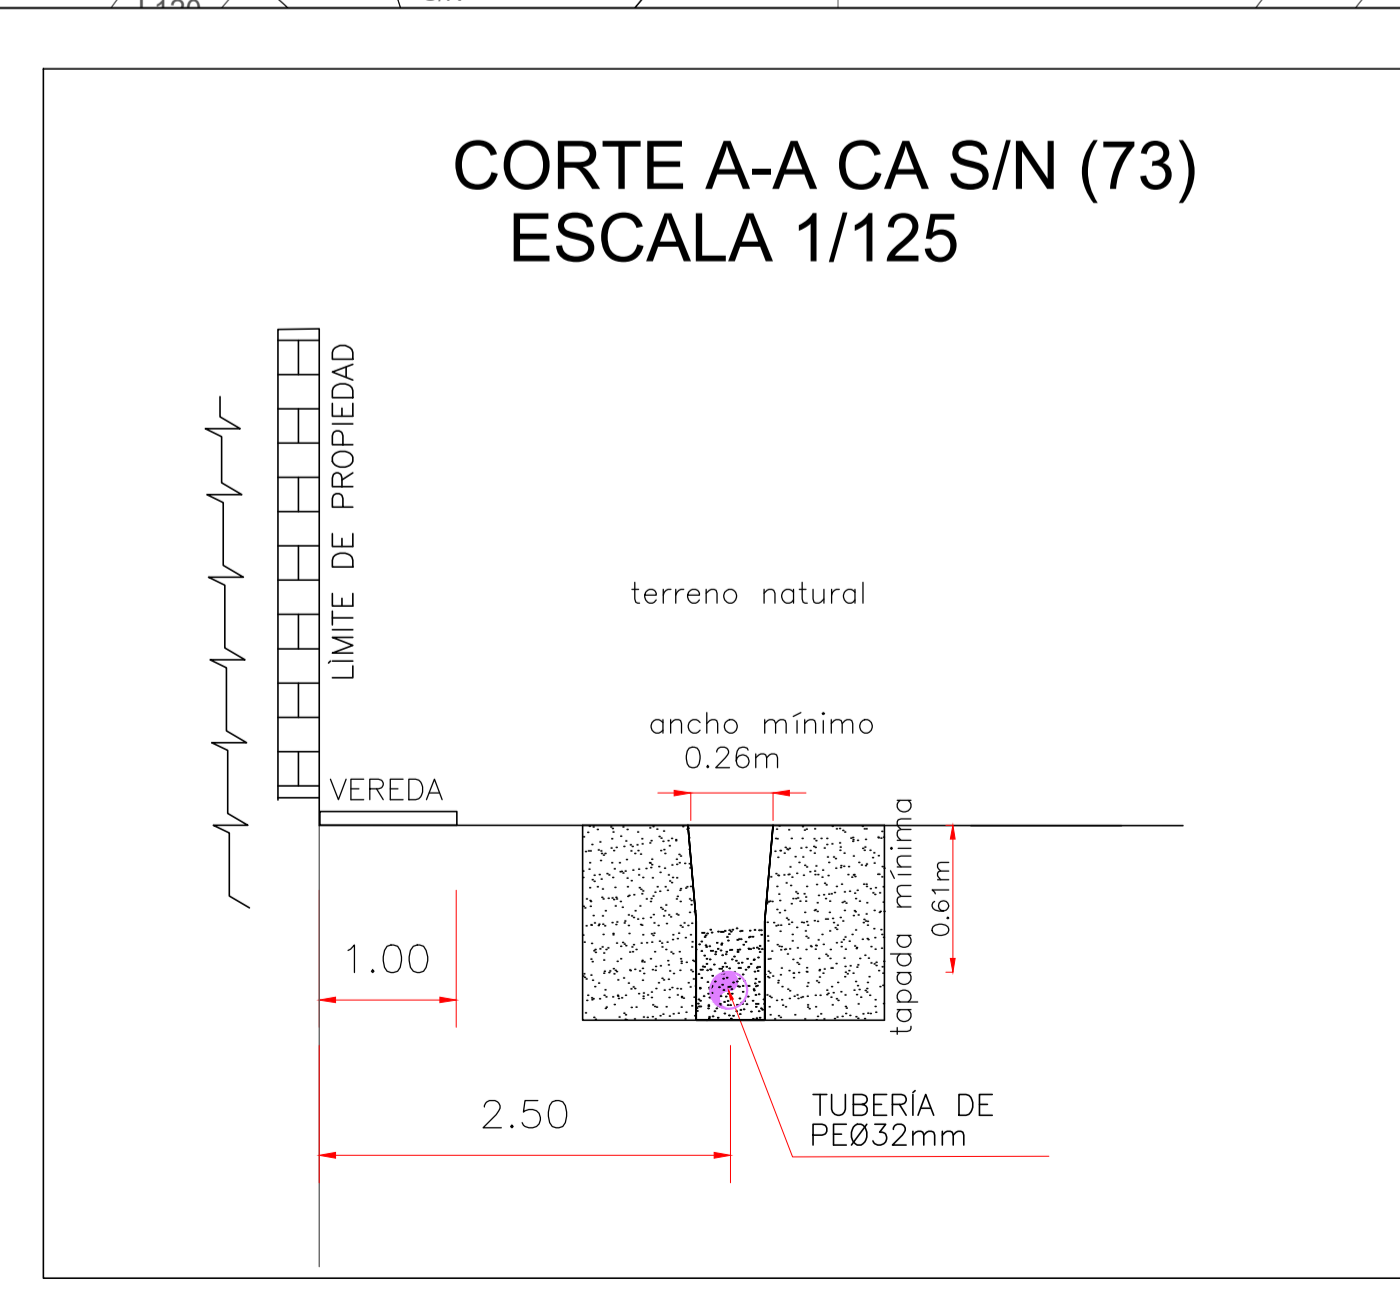 CORTE A-A CA S/N (73)
ESCALA 1/125
LÌMITE DE PROPIEDAD
terreno natural
ancho mínimo
0.26m
VEREDA
tapada mínima
0.61m
1.00
2.50
TUBERÍA DE
PEØ32mm